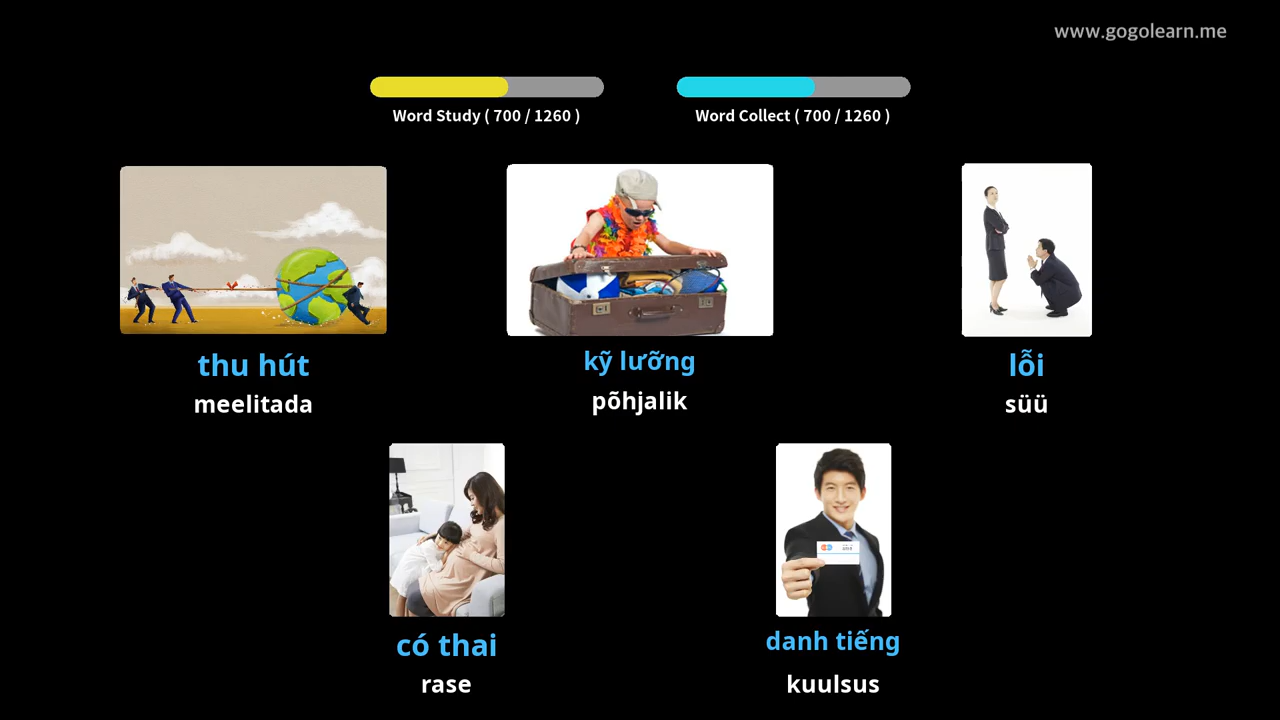 www.gogolearn.me
Word Study ( 700 / 1260 )
Word Collect ( 700 / 1260 )
thu hút
meelitada
kỹ lưỡng
põhjalik
lỗi
süü
có thai
rase
danh tiếng
kuulsus